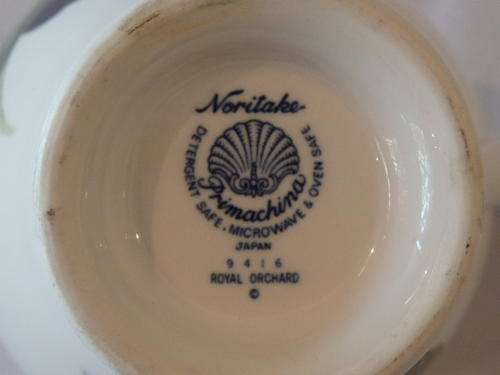 Noritake
Primachina
DETERGENT SAFE, MICROWAVE & OVEN SAFE
JAPAN
9416
ROYAL ORCHARD
©